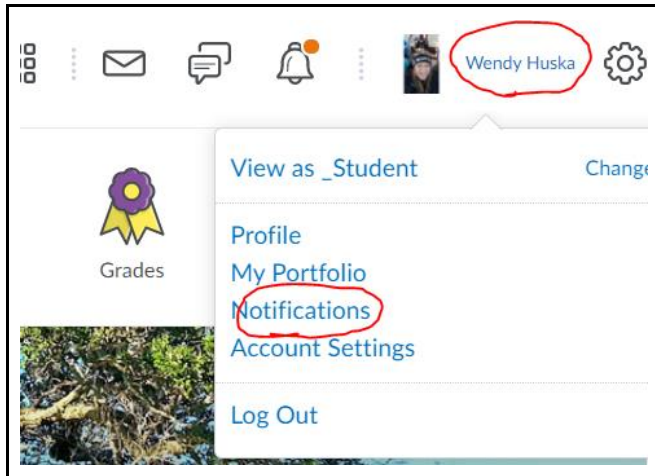 Wendy Huska
View as _Student
Change
Grades
Profile
My Portfolio
Notifications
Account Settings
Log Out